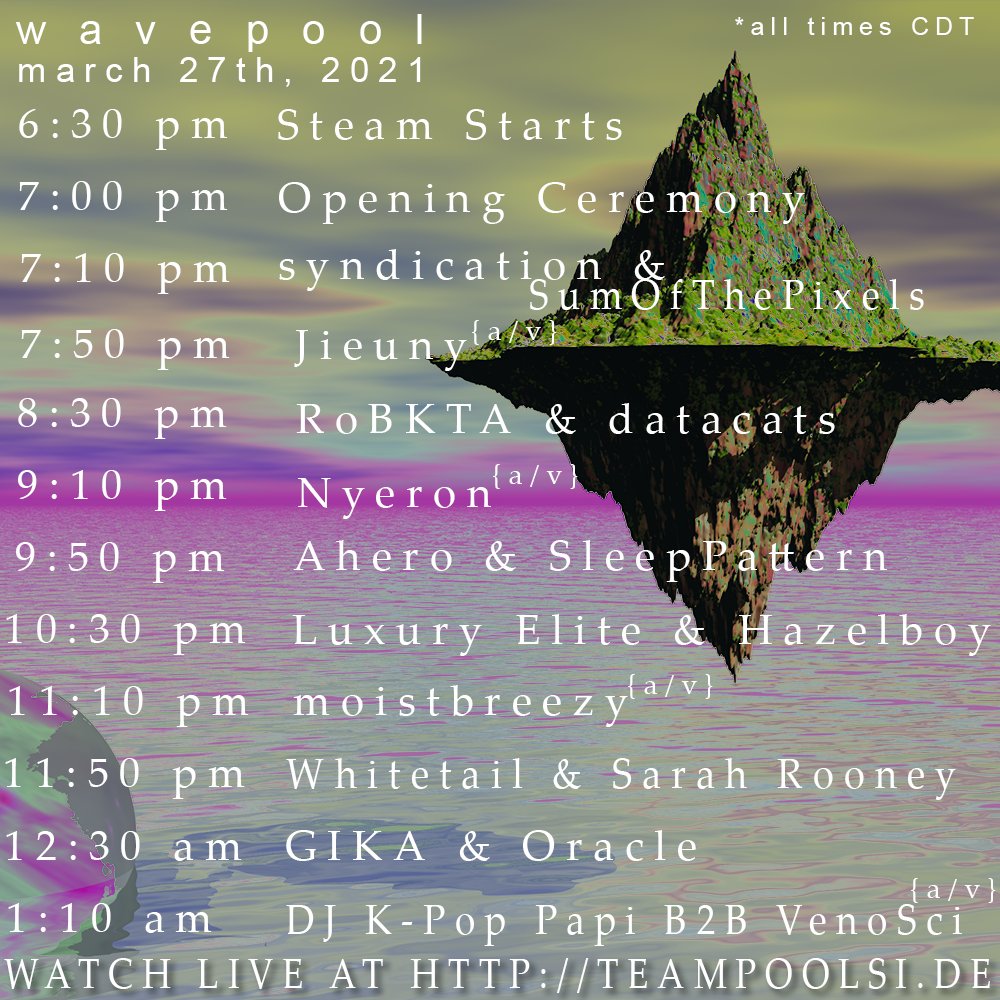 wavepool
*all times CDT
march 27th, 2021
6:30 pm Steam Starts
7:00 pm Opening Ceremony
7:10 pm syndication &
SumOfThePixels
7:50 pm Jieuny{a/v}
8:30 pm RoBKTA & datacats
9:10 pm Nyeron{a/v}
9:50 pm Ahero & SleepPattern
10:30 pm Luxury Elite & Hazelboy
11:10 pm moistbreezy{a/v}
11:50 pm Whitetail & Sarah Rooney
12:30 am GIKA & Oracle
1:10 am DJ K-Pop Papi B2B VenoSci{a/v}
WATCH LIVE AT HTTP://TEAMPOOLSI.DE